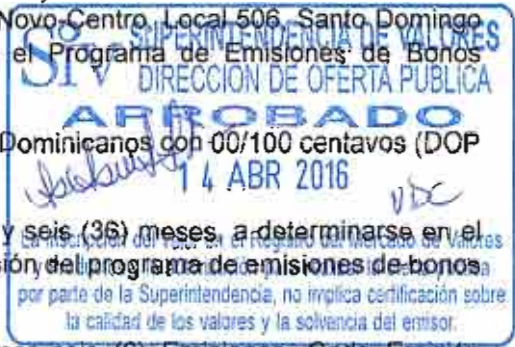 Novo-Centro, Local 506, Santo Domingo
SUPERINTENDENCIA DE VALORES
el Programa de Emisiones de Bonos
SIV
DIRECCION DE OFERTA PUBLICA
APROBADO
Dominicanos con 00/100 centavos (DOP
14 ABR 2016
VDC
y seis (36) meses, a determinarse en el
La inscripción del valor en el Registro del Mercado de Valores
sión del programa de emisiones de bonos
por parte de la Superintendencia, no implica certificación sobre
la calidad de los valores y la solvencia del emisor.